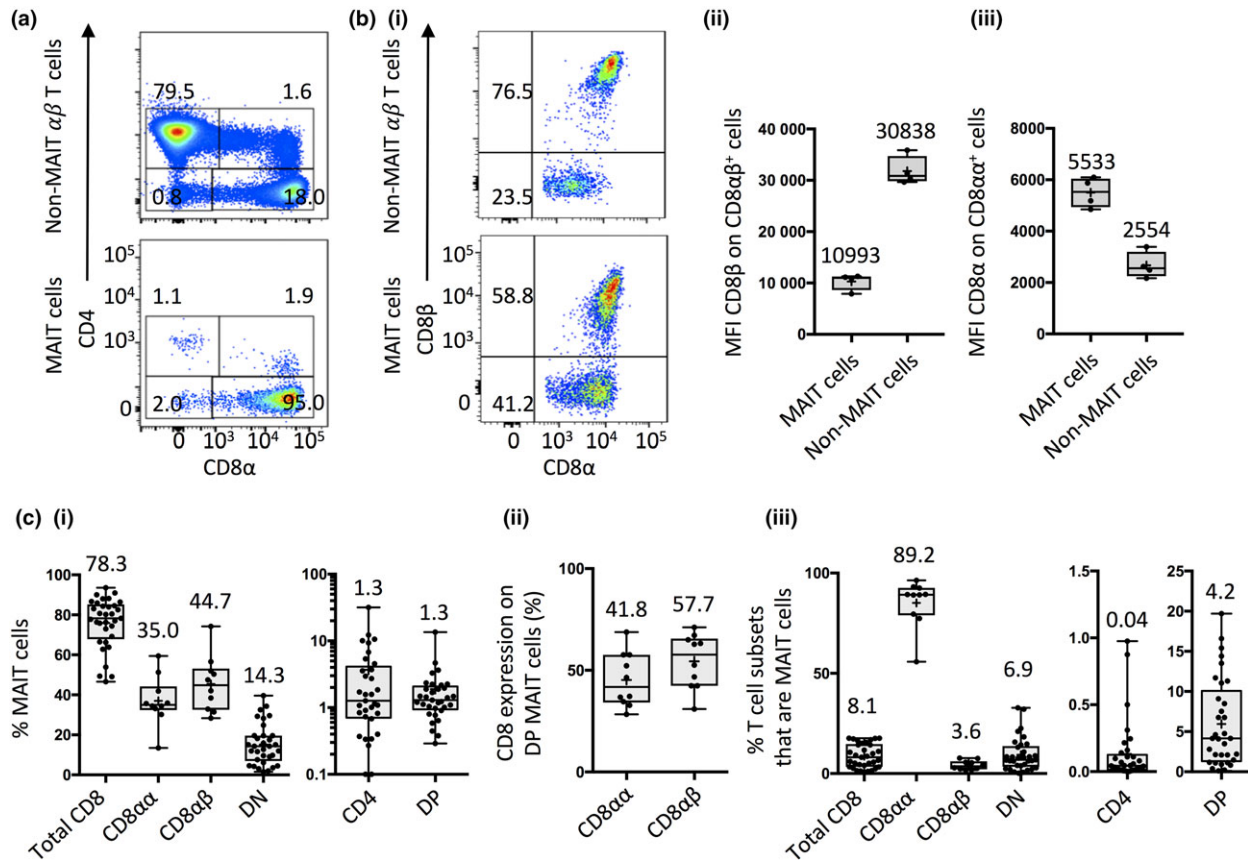 (a)
Non-MAIT αβ T cells
79.5
1.6
0.8
18.0
MAIT cells
CD4
10⁵
10⁴
10³
0
1.1
1.9
2.0
95.0
0 10³ 10⁴ 10⁵
CD8α
(b) (i)
Non-MAIT αβ T cells
76.5
23.5
MAIT cells
CD8β
10⁵
10⁴
10³
0
58.8
41.2
0 10³ 10⁴ 10⁵
CD8α
(ii)
MFI CD8β on CD8αβ⁺ cells
40 000
30 000
20 000
10 000
0
10993
30838
MAIT cells
Non-MAIT cells
(iii)
MFI CD8α on CD8αα⁺ cells
8000
6000
4000
2000
0
5533
2554
MAIT cells
Non-MAIT cells
(c) (i)
% MAIT cells
100
80
60
40
20
0
78.3
35.0
44.7
14.3
Total CD8
CD8αα
CD8αβ
DN
100
10
1
0.1
1.3
1.3
CD4
DP
(ii)
CD8 expression on
DP MAIT cells (%)
100
50
0
41.8
57.7
CD8αα
CD8αβ
(iii)
% T cell subsets
that are MAIT cells
100
50
0
8.1
89.2
3.6
6.9
Total CD8
CD8αα
CD8αβ
DN
1.5
1.0
0.5
0.0
0.04
CD4
25
20
15
10
5
0
4.2
DP